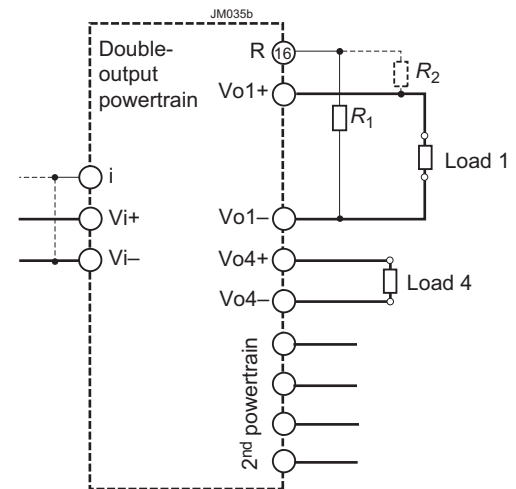 JM035b
Double-
output
powertrain
R
16
R2
Vo1+
R1
Load 1
i
Vi+
Vo1–
Vi–
Vo4+
Load 4
Vo4–
2nd powertrain